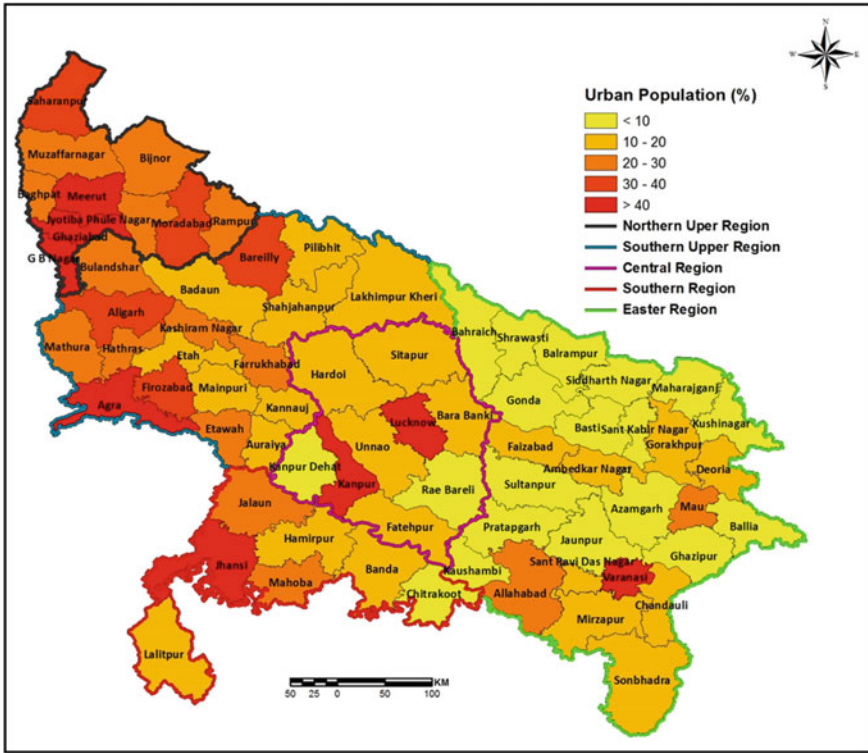 N
W E
S
Urban Population (%)
< 10
10 - 20
20 - 30
30 - 40
> 40
Northern Uper Region
Southern Upper Region
Central Region
Southern Region
Easter Region
Saharanpur
Muzaffarnagar
Bijnor
Baghpat
Meerut
Jyotiba Phule Nagar
Moradabad
Rampur
Ghaziabad
G B Nagar
Bulandshar
Bareilly
Pilibhit
Badaun
Shahjahanpur
Lakhimpur Kheri
Aligarh
Kashiram Nagar
Mathura
Hathras
Etah
Farrukhabad
Agra
Firozabad
Mainpuri
Kannauj
Etawah
Auraiya
Hardoi
Sitapur
Bahraich
Shrawasti
Balrampur
Siddharth Nagar
Maharajganj
Gonda
Basti
Sant Kabir Nagar
Kushinagar
Gorakhpur
Lucknow
Bara Banki
Unnao
Faizabad
Ambedkar Nagar
Deoria
Kanpur Dehat
Kanpur
Rae Bareli
Sultanpur
Azamgarh
Mau
Ballia
Jalaun
Fatehpur
Pratapgarh
Jaunpur
Ghazipur
Hamirpur
Jhansi
Mahoba
Banda
Kaushambi
Chitrakoot
Allahabad
Sant Ravi Das Nagar
Varanasi
Chandauli
Mirzapur
Lalitpur
Sonbhadra
50 25 0 50 100
KM